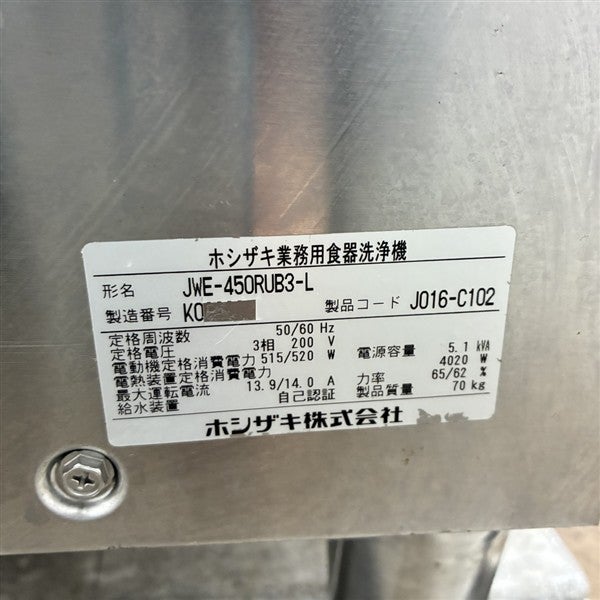 ホシザキ業務用食器洗浄機
形名 JWE-450RUB3-L
製造番号 K0 製品コード J016-C102
定格周波数 50/60 Hz
定格電圧 3相 200 V 電源容量 5.1 kVA
電動機定格消費電力 515/520 W
電熱装置定格消費電力 4020 W
最大運転電流 13.9/14.0 A 力率 65/62 %
給水装置 自己認証 製品質量 70 kg
ホシザキ株式会社